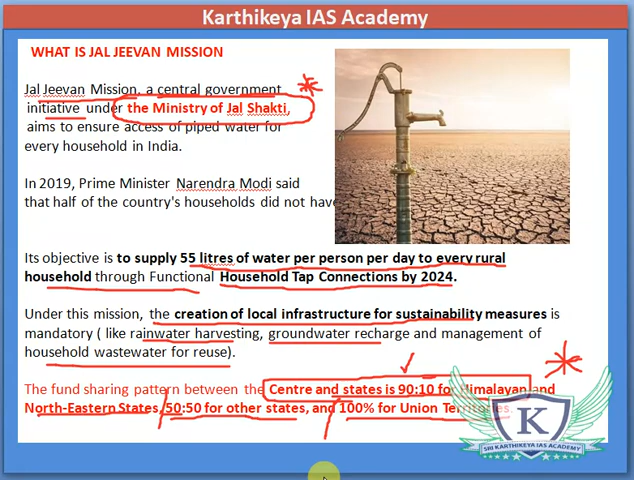 Karthikeya IAS Academy
WHAT IS JAL JEEVAN MISSION
Jal Jeevan Mission, a central government
initiative under the Ministry of Jal Shakti,
aims to ensure access of piped water for
every household in India.
In 2019, Prime Minister Narendra Modi said
that half of the country's households did not have
Its objective is to supply 55 litres of water per person per day to every rural
household through Functional Household Tap Connections by 2024.
Under this mission, the creation of local infrastructure for sustainability measures is
mandatory ( like rainwater harvesting, groundwater recharge and management of
household wastewater for reuse).
The fund sharing pattern between the Centre and states is 90:10 for Himalayan and
North-Eastern States, 50:50 for other states, and 100% for Union Territories.
K
SRI KARTHIKEYA IAS ACADEMY